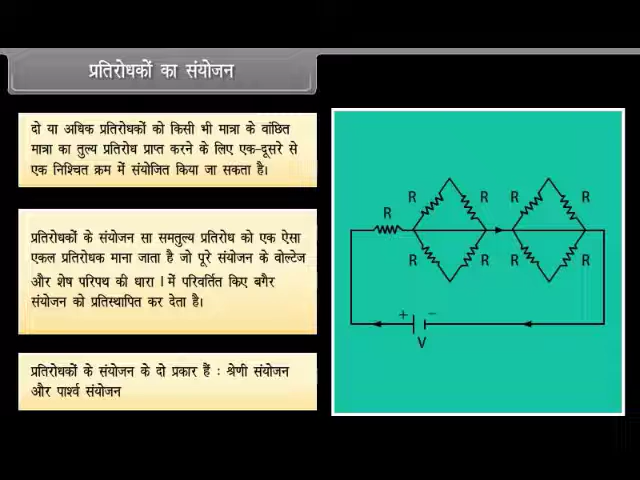 प्रतिरोधकों का संयोजन
दो या अधिक प्रतिरोधकों को किसी भी मात्रा के वांछित
मात्रा का तुल्य प्रतिरोध प्राप्त करने के लिए एक-दूसरे से
एक निश्चित क्रम में संयोजित किया जा सकता है।
प्रतिरोधकों के संयोजन सा समतुल्य प्रतिरोध को एक ऐसा
एकल प्रतिरोधक माना जाता है जो पूरे संयोजन के वोल्टेज
और शेष परिपथ की धारा I में परिवर्तित किए बगैर
संयोजन को प्रतिस्थापित कर देता है।
प्रतिरोधकों के संयोजन के दो प्रकार हैं : श्रेणी संयोजन
और पार्श्व संयोजन
R R R R
R
R R R R
+ −
V